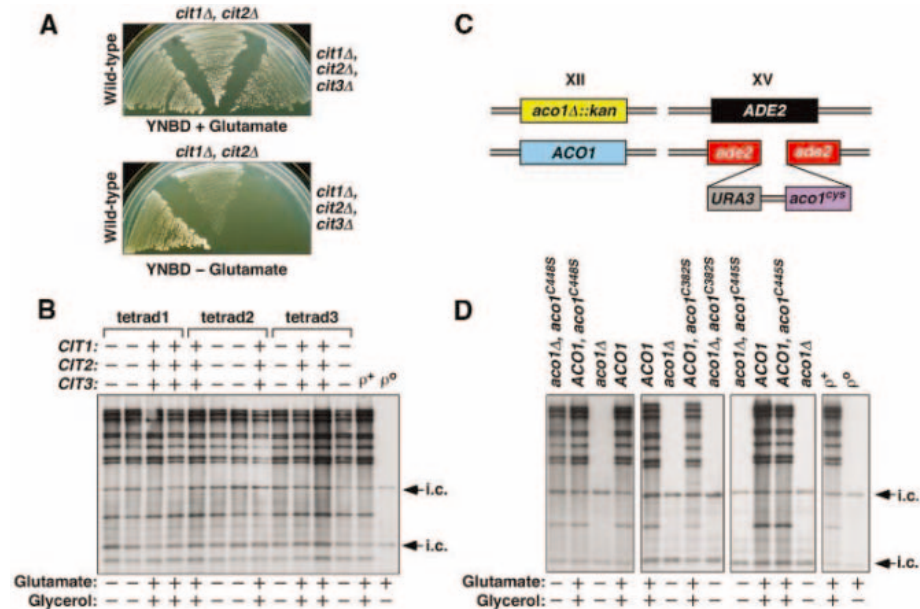 A
cit1Δ, cit2Δ
Wild-type
cit1Δ,
cit2Δ,
cit3Δ
YNBD + Glutamate
cit1Δ, cit2Δ
Wild-type
cit1Δ,
cit2Δ,
cit3Δ
YNBD – Glutamate
B
tetrad1 tetrad2 tetrad3
CIT1: – – + + + – – + – + + –
CIT2: – – + + + – – + – + + –
CIT3: – – + + + – – + – + + – ρ+ ρo
i.c.
i.c.
Glutamate: – – + + + – – + – + + – + +
Glycerol: – – + + + – – + – + + – + +
C
XII XV
aco1Δ::kan ADE2
ACO1 ade2 ade2
URA3 aco1cys
D
aco1Δ, aco1C448S
ACO1, aco1C448S
aco1Δ
ACO1
ACO1
aco1Δ
ACO1, aco1C382S
aco1Δ, aco1C382S
aco1Δ, aco1C445S
ACO1
ACO1, aco1C445S
aco1Δ
ρ+
ρo
i.c.
i.c.
Glutamate: – + – + + – + – – + + – + +
Glycerol: – + – + + – + – – + + – + +